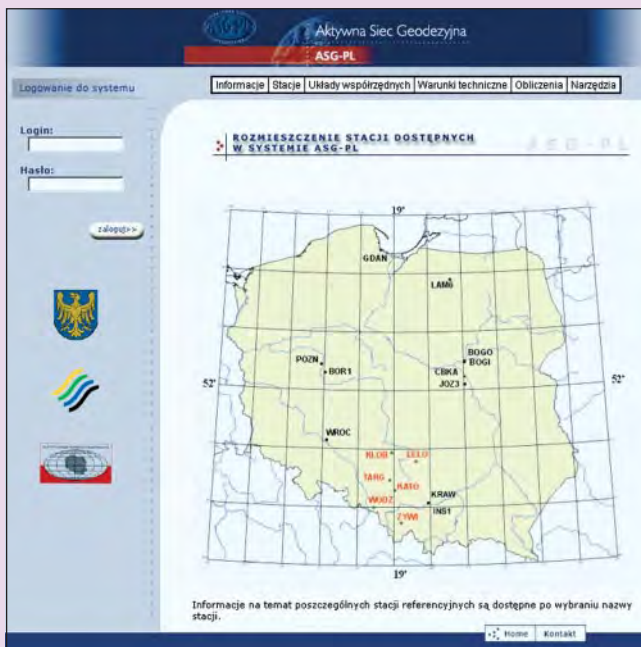 Aktywna Siec Geodezyjna
ASG-PL
Logowanie do systemu
Informacje Stacje Układy współrzędnych Warunki techniczne Obliczenia Narzędzia
Login:
Hasło:
zaloguj>>
ROZMIESZCZENIE STACJI DOSTĘPNYCH
W SYSTEMIE ASG-PL
ASG-PL
19'
GDAN
LAM6
BOGO
BOGI
POZN
BOR1
CBKA
JOZ3
52'
52'
WROC
KLOB
LELO
TARG
KATO
WODZ
KRAW
INS1
ZYWI
19'
Informacje na temat poszczególnych stacji referencyjnych są dostępne po wybraniu nazwy
stacji.
Home Kontakt